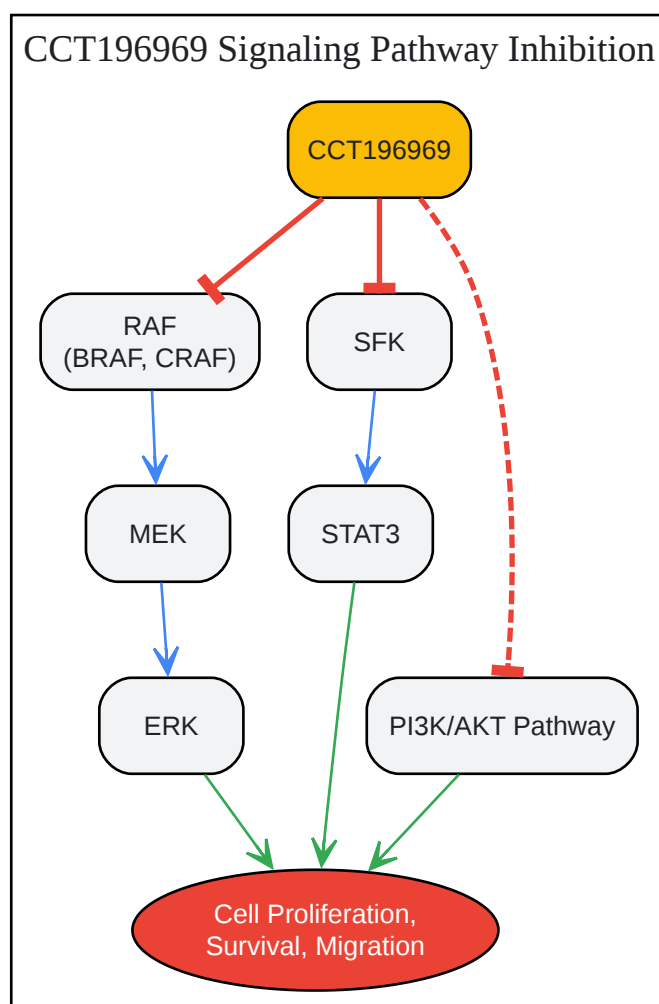 CCT196969 Signaling Pathway Inhibition
CCT196969
RAF
(BRAF, CRAF)
SFK
MEK
STAT3
ERK
PI3K/AKT Pathway
Cell Proliferation,
Survival, Migration